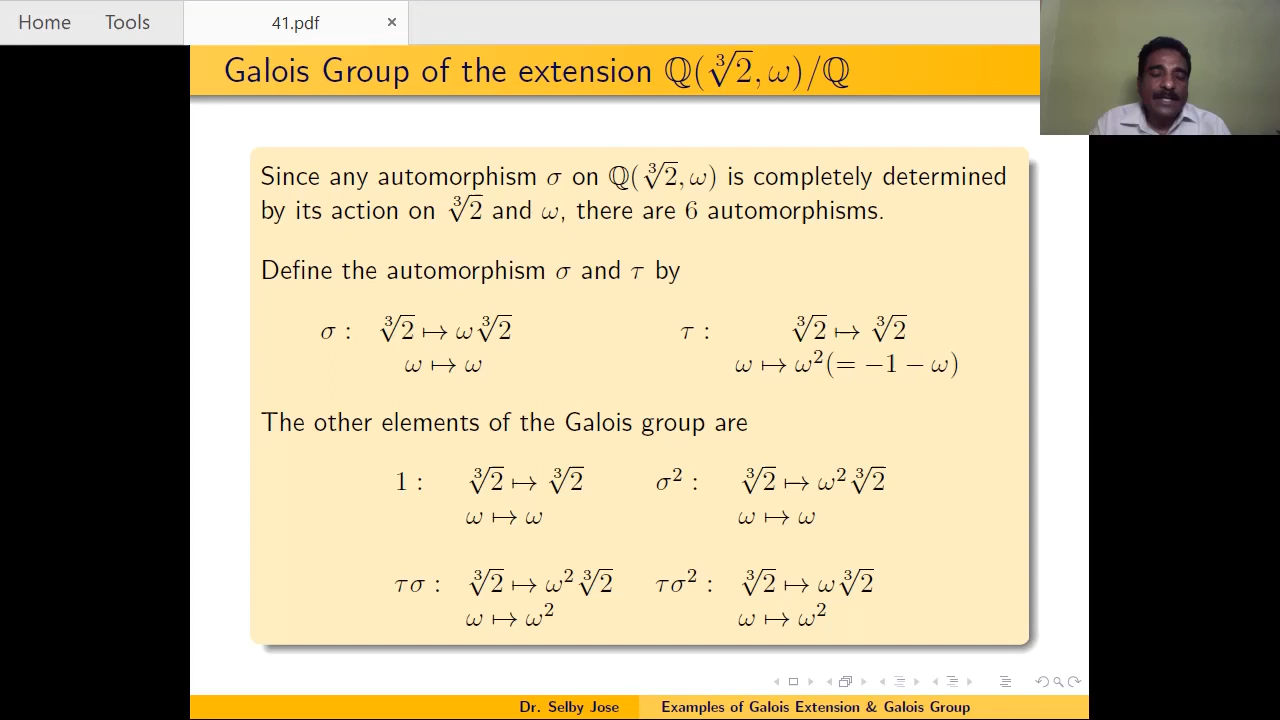 Home Tools 41.pdf ×
Galois Group of the extension ℚ(∛2, ω)/ℚ
Since any automorphism σ on ℚ(∛2, ω) is completely determined
by its action on ∛2 and ω, there are 6 automorphisms.
Define the automorphism σ and τ by
σ : ∛2 ↦ ω∛2 τ : ∛2 ↦ ∛2
ω ↦ ω ω ↦ ω²(= −1 − ω)
The other elements of the Galois group are
1 : ∛2 ↦ ∛2 σ² : ∛2 ↦ ω²∛2
ω ↦ ω ω ↦ ω
τσ : ∛2 ↦ ω²∛2 τσ² : ∛2 ↦ ω∛2
ω ↦ ω² ω ↦ ω²
Dr. Selby Jose Examples of Galois Extension & Galois Group